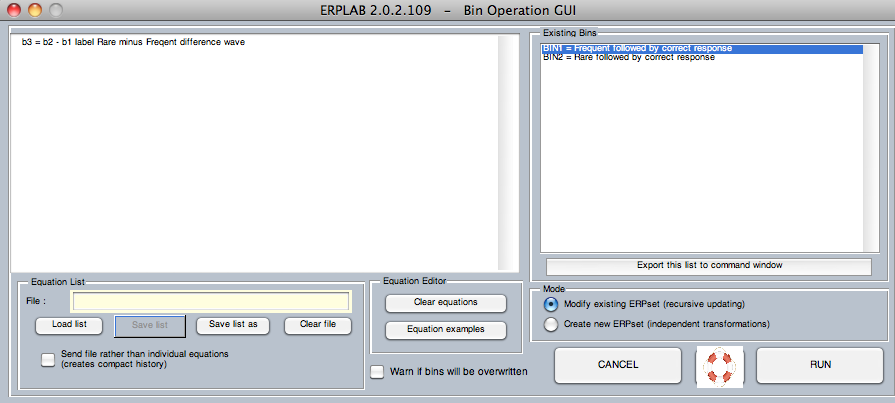 ERPLAB 2.0.2.109 - Bin Operation GUI
b3 = b2 - b1 label Rare minus Freqent difference wave
Existing Bins
BIN1 = Frequent followed by correct response
BIN2 = Rare followed by correct response
Export this list to command window
Equation List
File :
Load list
Save list
Save list as
Clear file
Send file rather than individual equations
(creates compact history)
Equation Editor
Clear equations
Equation examples
Warn if bins will be overwritten
Mode
Modify existing ERPset (recursive updating)
Create new ERPset (independent transformations)
CANCEL
RUN